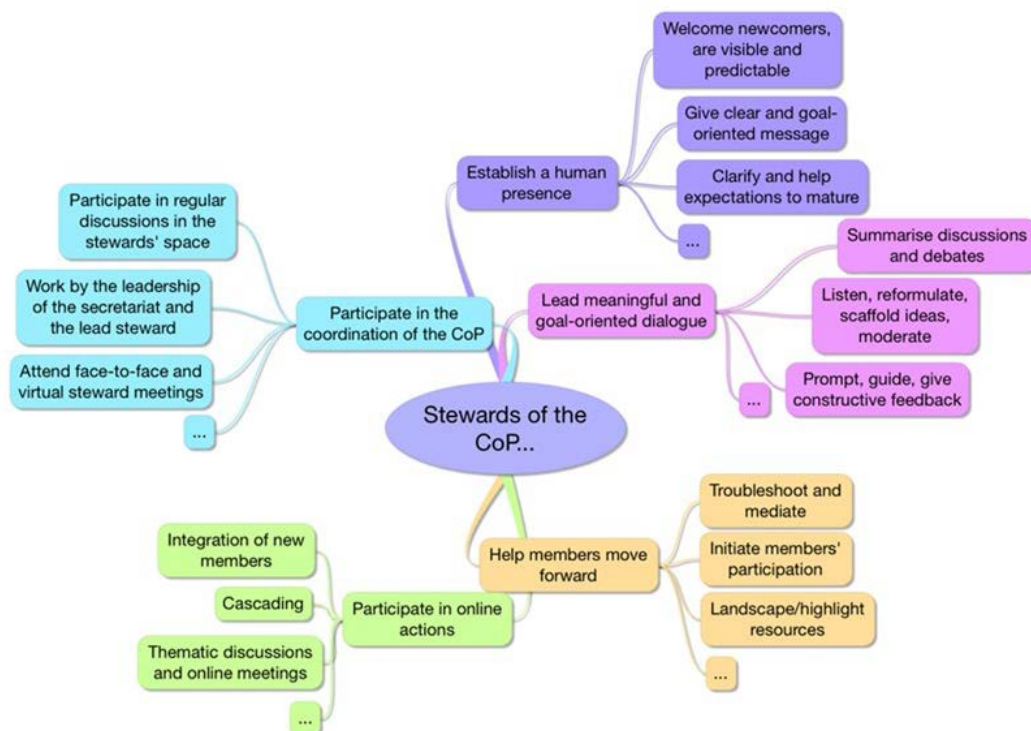 Stewards of the
CoP...
Establish a human
presence
Welcome newcomers,
are visible and
predictable
Give clear and goal-
oriented message
Clarify and help
expectations to mature
...
Lead meaningful and
goal-oriented dialogue
Summarise discussions
and debates
Listen, reformulate,
scaffold ideas,
moderate
Prompt, guide, give
constructive feedback
...
Help members move
forward
Troubleshoot and
mediate
Initiate members'
participation
Landscape/highlight
resources
...
Participate in online
actions
Integration of new
members
Cascading
Thematic discussions
and online meetings
...
Participate in the
coordination of the CoP
Participate in regular
discussions in the
stewards' space
Work by the leadership
of the secretariat and
the lead steward
Attend face-to-face and
virtual steward meetings
...